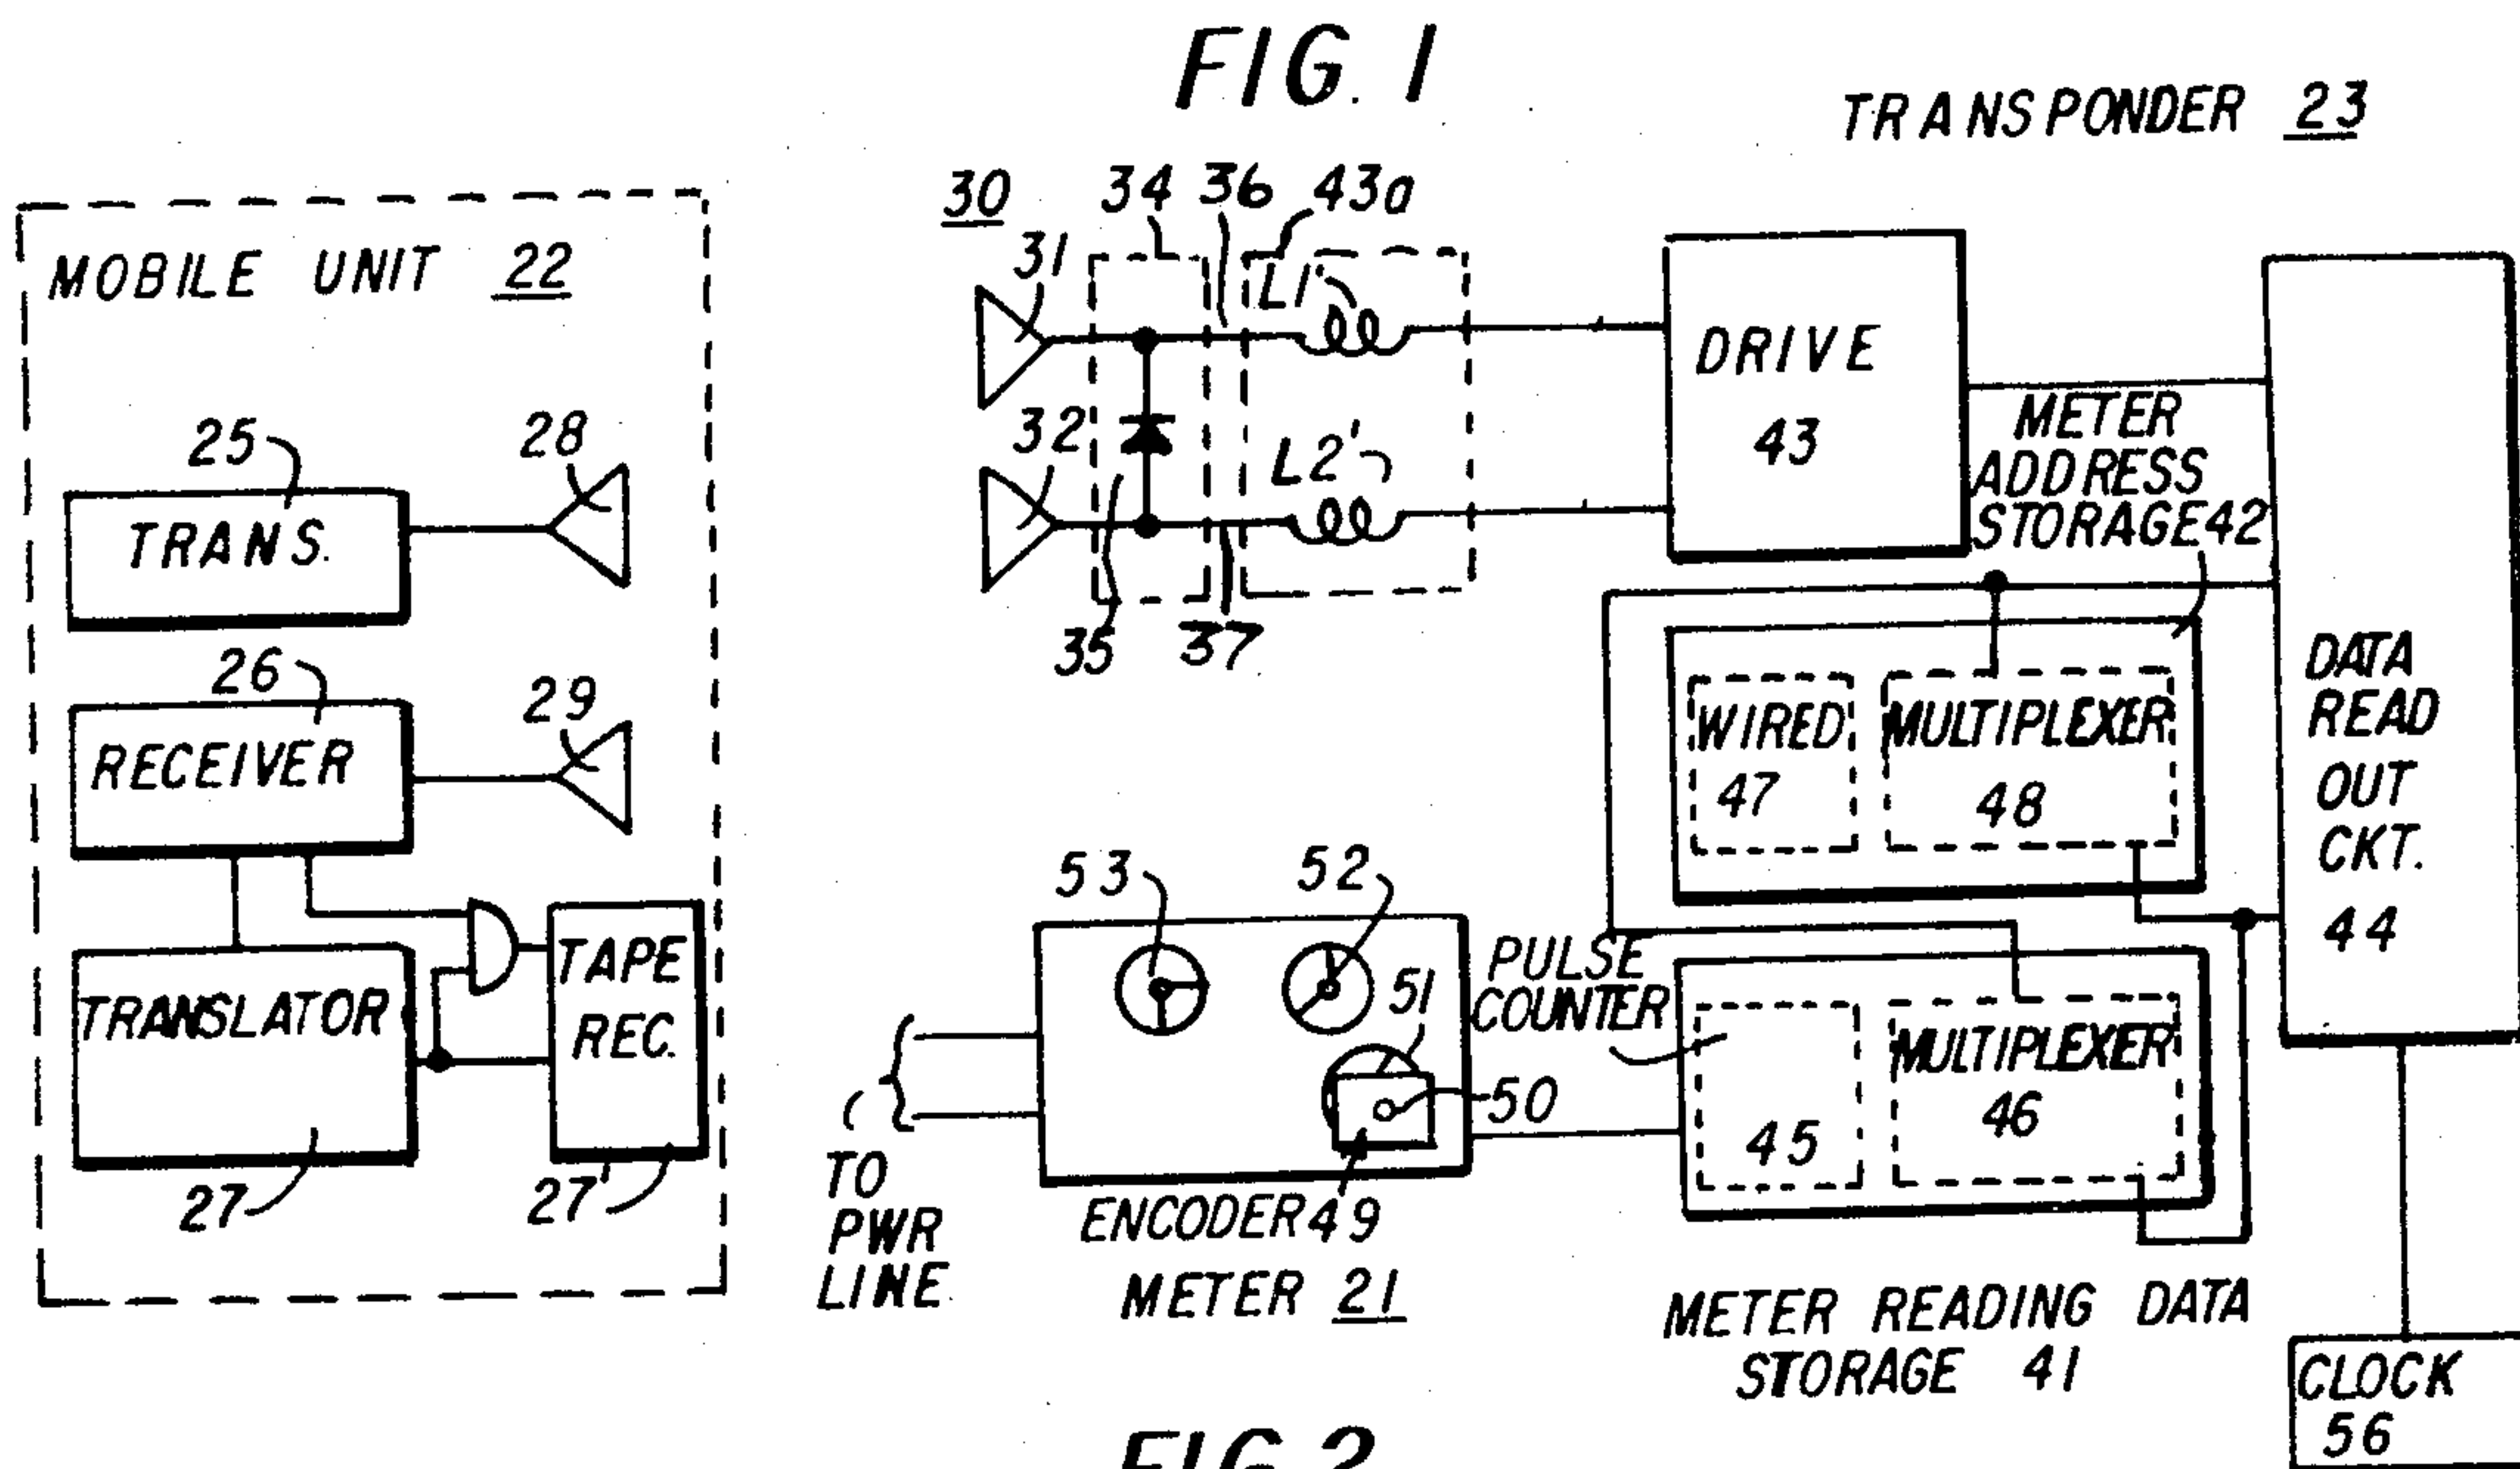 FIG. 1
TRANSPONDER 23
MOBILE UNIT 22
25
TRANS.
28
26
RECEIVER
29
TRANSLATOR
27
TAPE
REC.
27'
30
31
32
34
36
43a
L1'
L2'
35
37
DRIVE
43
METER
ADDRESS
STORAGE 42
WIRED
47
MULTIPLEXER
48
DATA
READ
OUT
CKT.
44
53
52
51
50
TO
PWR
LINE
ENCODER 49
METER 21
PULSE
COUNTER
45
MULTIPLEXER
46
METER READING DATA
STORAGE 41
CLOCK
56
FIG. 2